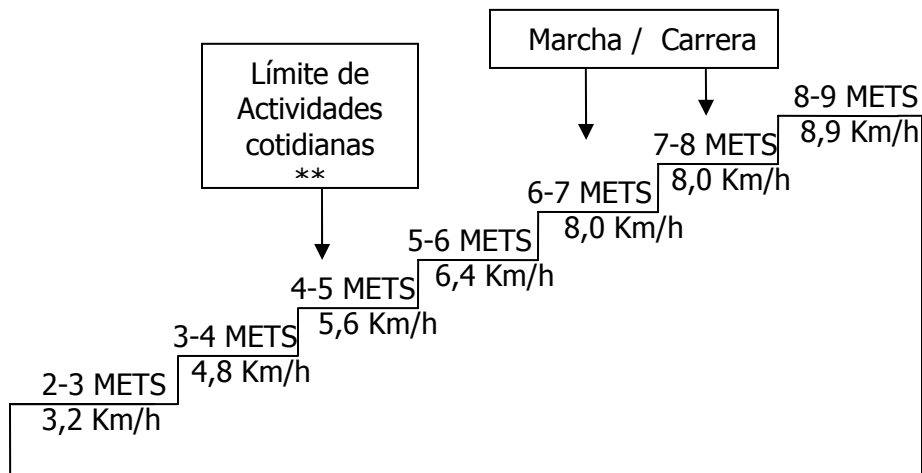 Marcha / Carrera
Límite de
Actividades
cotidianas
**
8-9 METS
8,9 Km/h
7-8 METS
8,0 Km/h
6-7 METS
8,0 Km/h
5-6 METS
6,4 Km/h
4-5 METS
5,6 Km/h
3-4 METS
4,8 Km/h
2-3 METS
3,2 Km/h